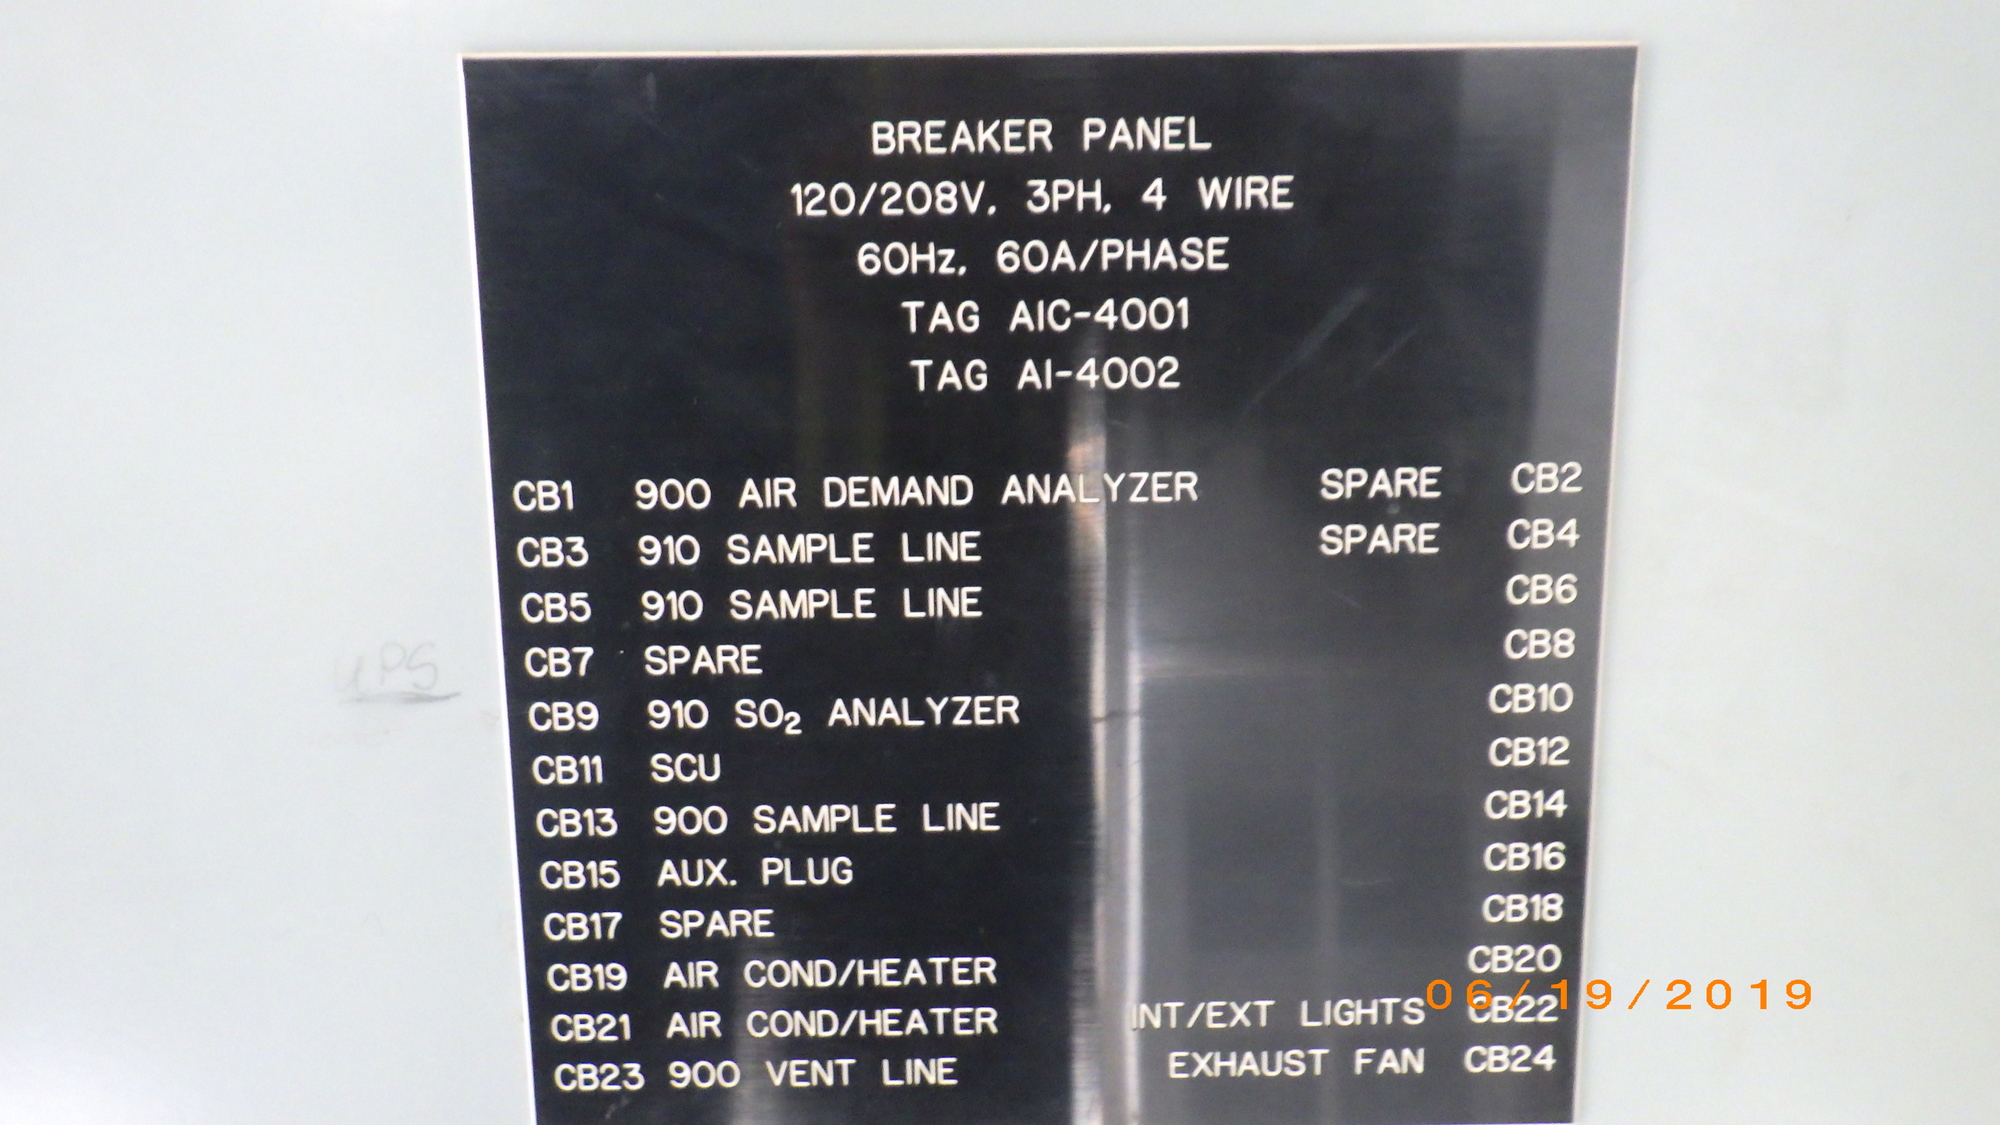 BREAKER PANEL
120/208V, 3PH, 4 WIRE
60Hz, 60A/PHASE
TAG AIC-4001
TAG AI-4002
CB1 900 AIR DEMAND ANALYZER SPARE CB2
CB3 910 SAMPLE LINE SPARE CB4
CB5 910 SAMPLE LINE CB6
CB7 SPARE CB8
CB9 910 SO₂ ANALYZER CB10
CB11 SCU CB12
CB13 900 SAMPLE LINE CB14
CB15 AUX. PLUG CB16
CB17 SPARE CB18
CB19 AIR COND/HEATER CB20
CB21 AIR COND/HEATER INT/EXT LIGHTS CB22
CB23 900 VENT LINE EXHAUST FAN CB24
UPS
06/19/2019